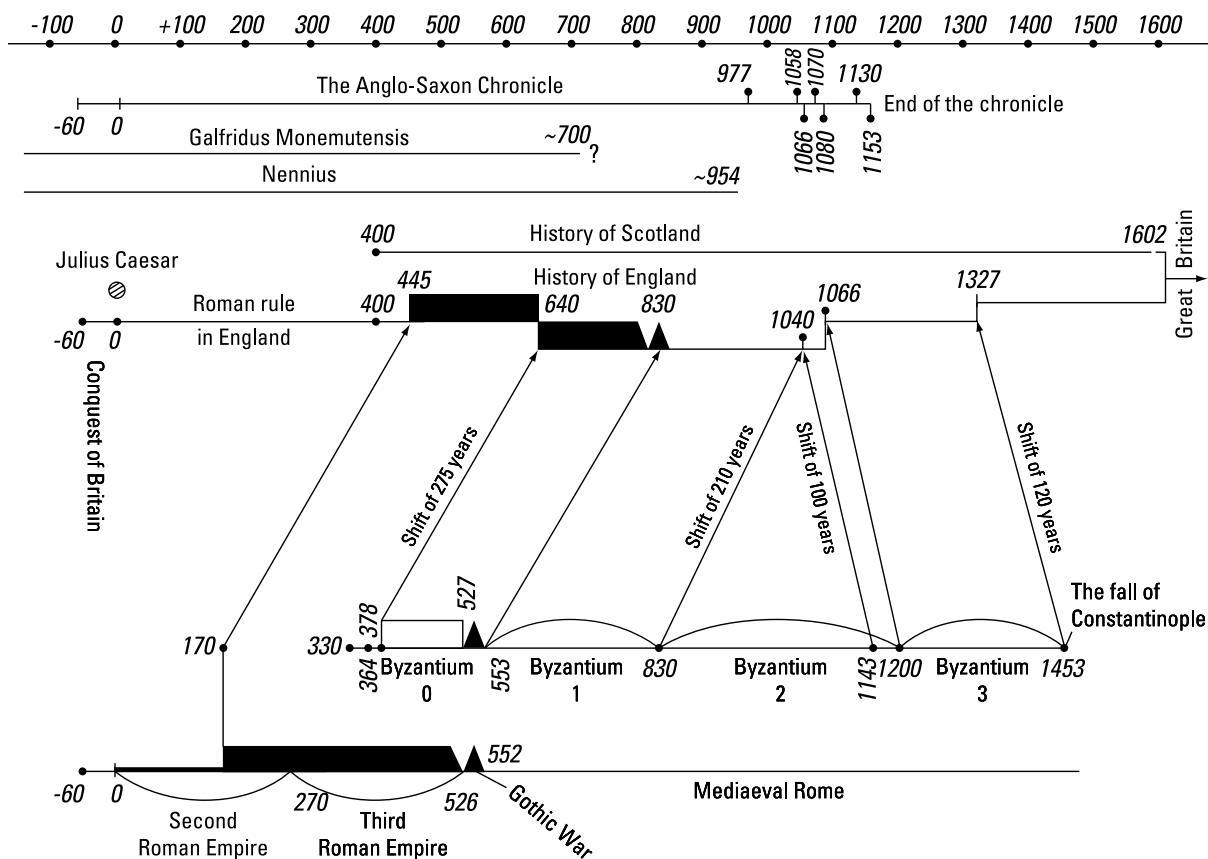 -100 0 +100 200 300 400 500 600 700 800 900 1000 1100 1200 1300 1400 1500 1600
977 1058 1070 1130
The Anglo-Saxon Chronicle
End of the chronicle
-60 0
1066 1080 1153
Galfridus Monemutensis ~700 ?
Nennius ~954
400 History of Scotland 1602
Great Britain
Julius Caesar
445 History of England 1327
Roman rule 400 640 830 1066
in England 1040
-60 0
Conquest of Britain
Shift of 275 years
Shift of 210 years
Shift of 100 years
Shift of 120 years
The fall of
Constantinople
378 527
170 330
364 553 830 1143 1200 1453
Byzantium
0
Byzantium
1
Byzantium
2
Byzantium
3
552
-60 0
270 526
Gothic War
Mediaeval Rome
Second
Roman Empire
Third
Roman Empire